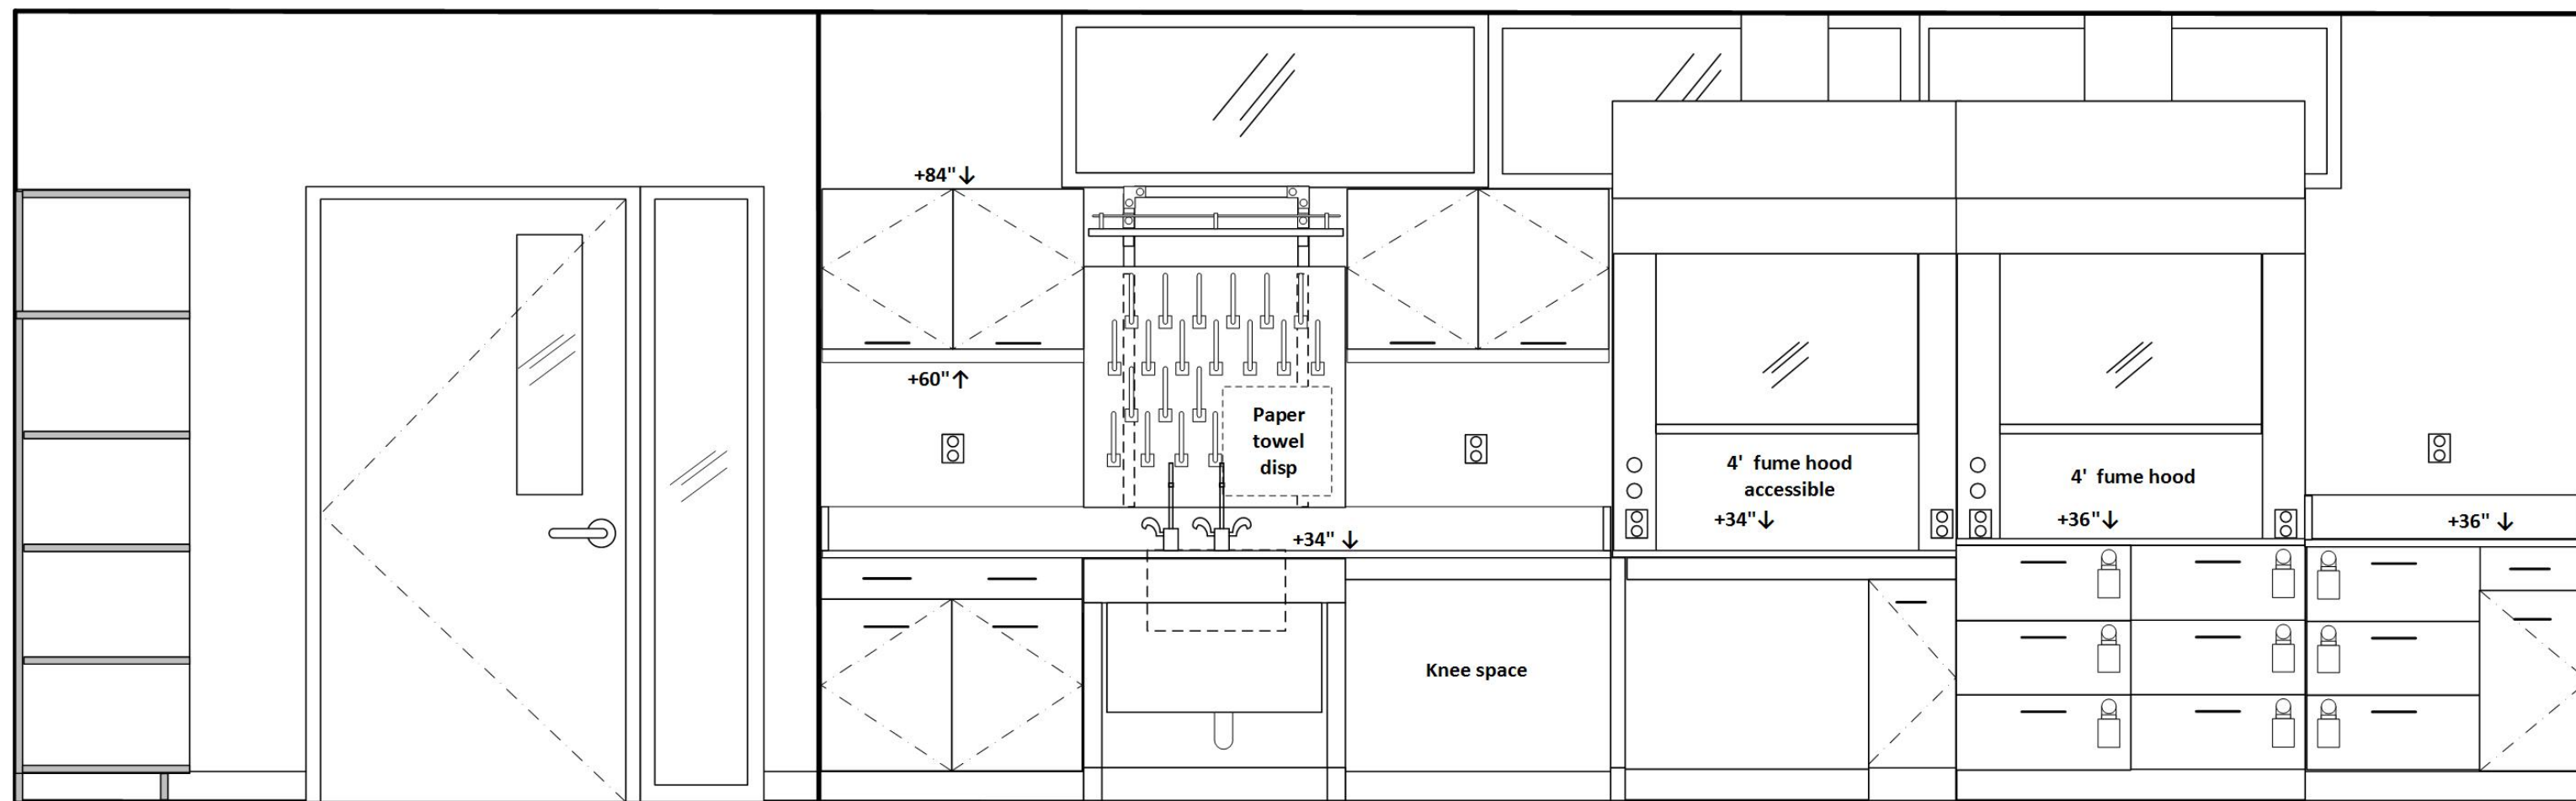 +84"↓
+60"↑
Paper
towel
disp
+34" ↓
Knee space
4' fume hood
accessible
+34"↓
4' fume hood
+36"↓
+36" ↓